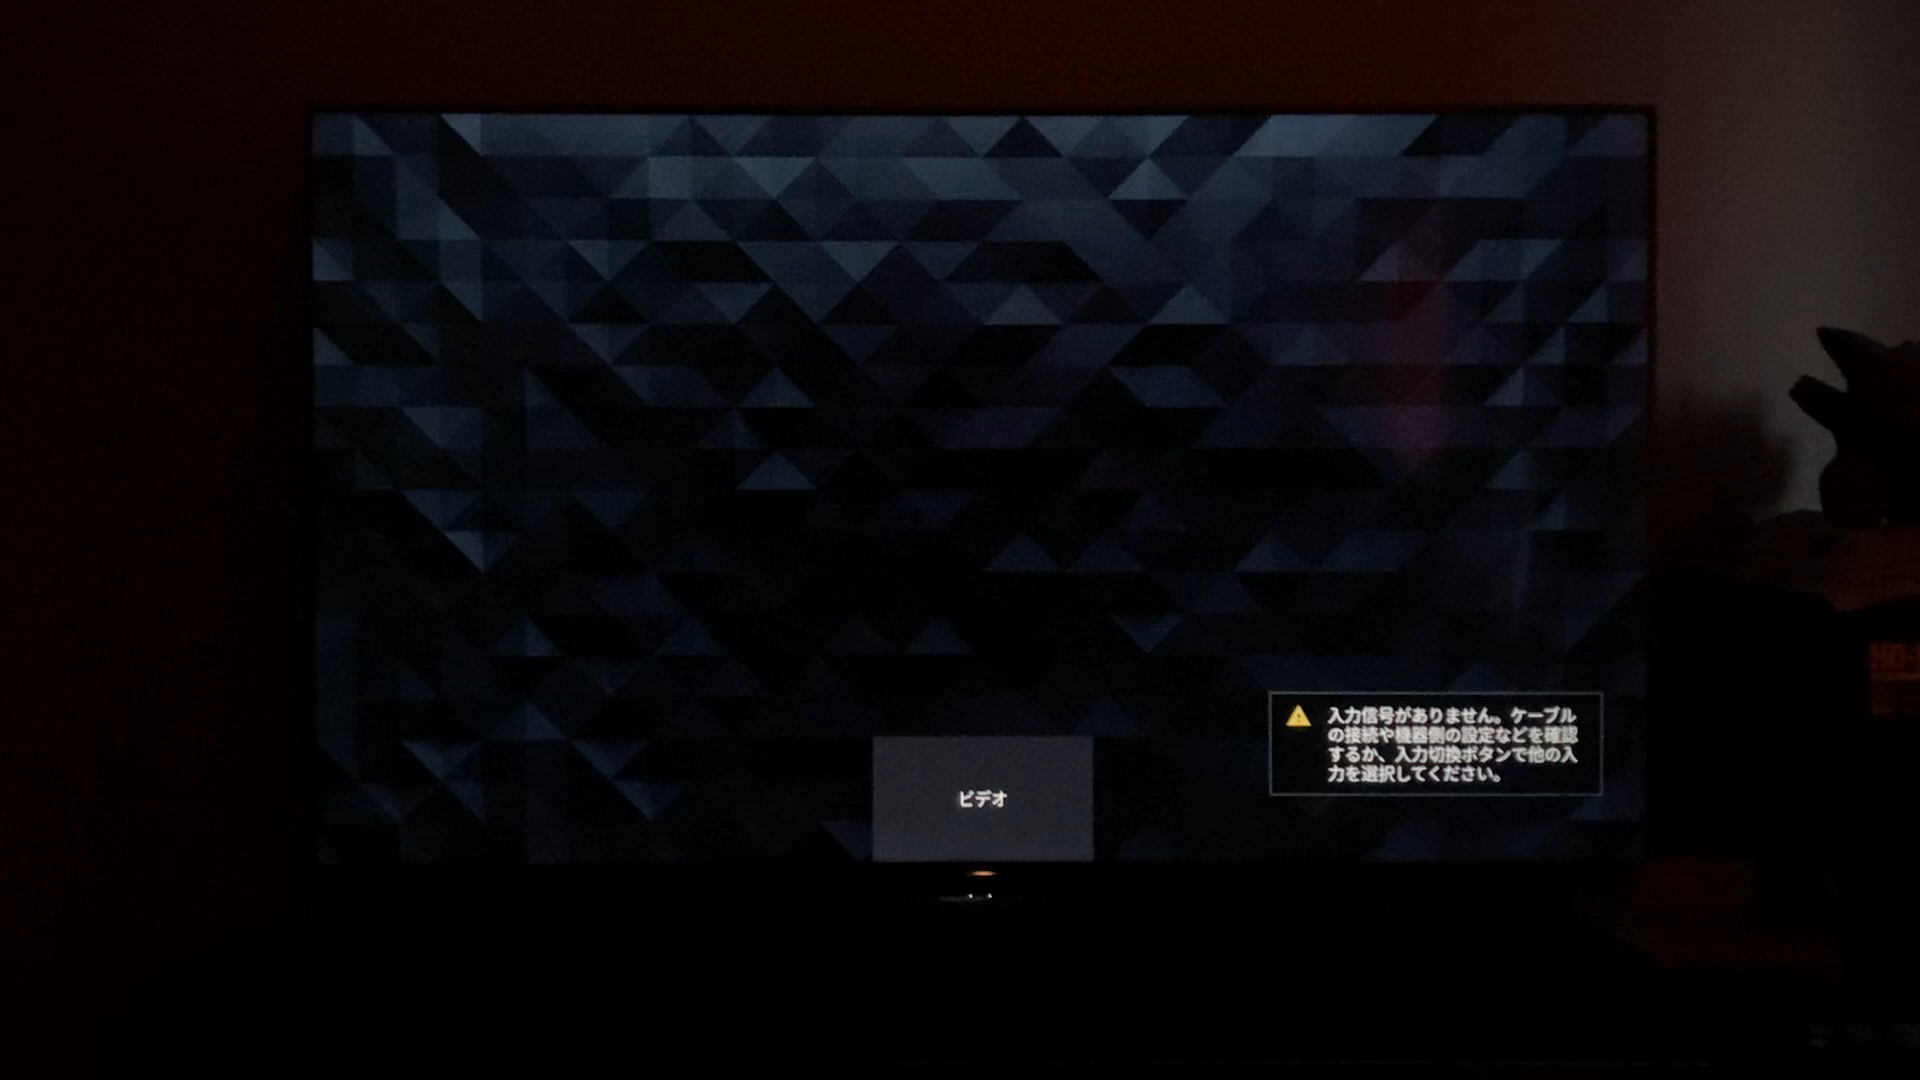 入力信号がありません。ケーブル
の接続や機器側の設定などを確認
するか、入力切換ボタンで他の入
力を選択してください。
ビデオ